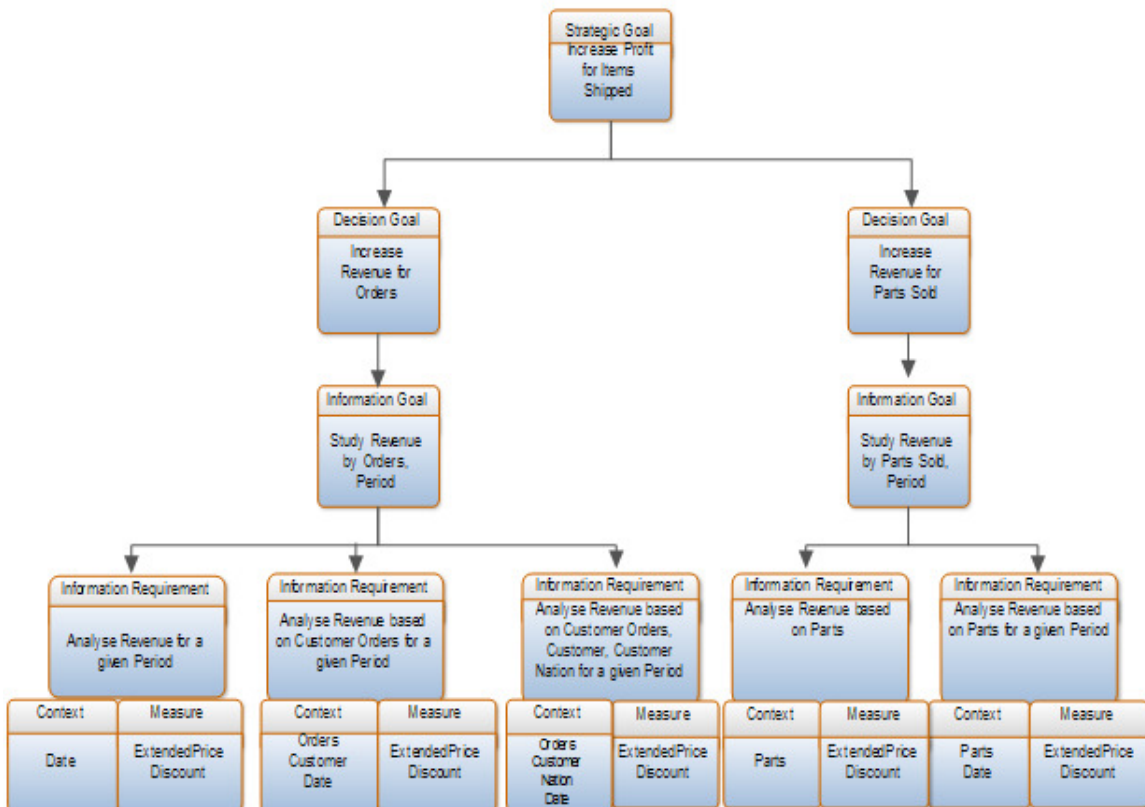 Strategic Goal
Increase Profit
for Items
Shipped
Decision Goal
Increase
Revenue for
Orders
Decision Goal
Increase
Revenue for
Parts Sold
Information Goal
Study Revenue
by Orders,
Period
Information Goal
Study Revenue
by Parts Sold,
Period
Information Requirement
Analyse Revenue for a
given Period
Information Requirement
Analyse Revenue based
on Customer Orders for a
given Period
Information Requirement
Analyse Revenue based
on Customer Orders,
Customer, Customer
Nation for a given Period
Information Requirement
Analyse Revenue based
on Parts
Information Requirement
Analyse Revenue based
on Parts for a given Period
Context
Date
Measure
ExtendedPrice
Discount
Context
Orders
Customer
Date
Measure
ExtendedPrice
Discount
Context
Orders
Customer
Nation
Date
Measure
ExtendedPrice
Discount
Context
Parts
Measure
ExtendedPrice
Discount
Context
Parts
Date
Measure
ExtendedPrice
Discount